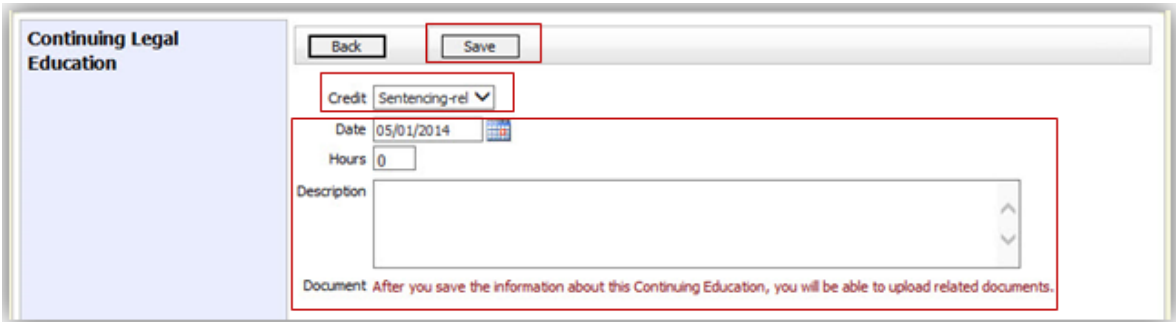 Continuing Legal
Education
Back Save
Credit Sentencing-rel
Date 05/01/2014
Hours 0
Description
Document After you save the information about this Continuing Education, you will be able to upload related documents.